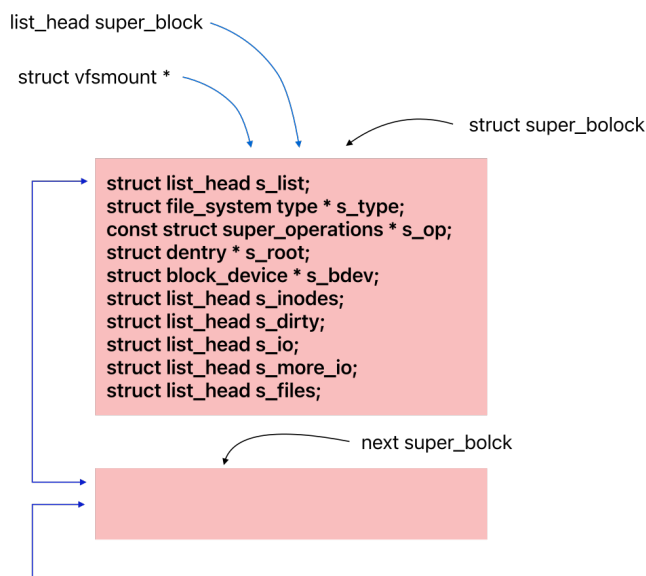 list_head super_block
struct vfsmount *
struct super_bolock
struct list_head s_list;
struct file_system type * s_type;
const struct super_operations * s_op;
struct dentry * s_root;
struct block_device * s_bdev;
struct list_head s_inodes;
struct list_head s_dirty;
struct list_head s_io;
struct list_head s_more_io;
struct list_head s_files;
next super_bolck